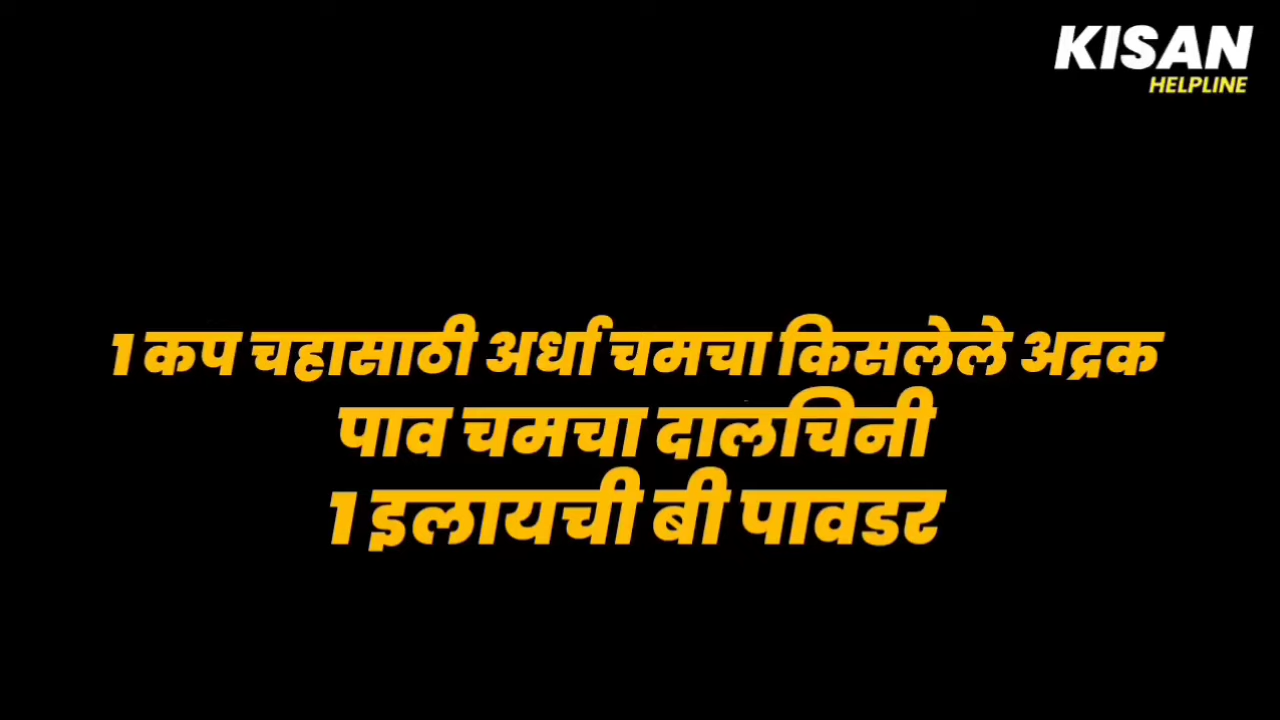 KISAN
HELPLINE
1 कप चहासाठी अर्धा चमचा किसलेले अद्रक
पाव चमचा दालचिनी
1 इलायची बी पावडर